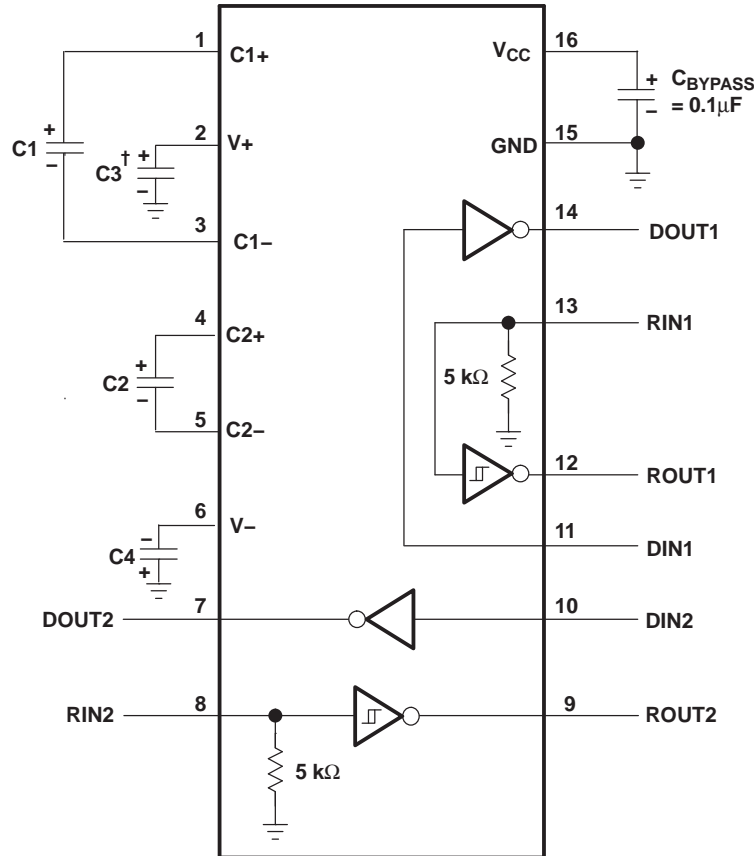 1
C1+
C1
+
−
2
V+
C3†
+
−
3
C1−
4
C2+
C2
+
−
5
C2−
6
V−
C4
−
+
DOUT2
7
RIN2
8
5 kΩ
VCC
16
+
−
CBYPASS
= 0.1μF
GND
15
14
DOUT1
13
RIN1
5 kΩ
12
ROUT1
11
DIN1
10
DIN2
9
ROUT2